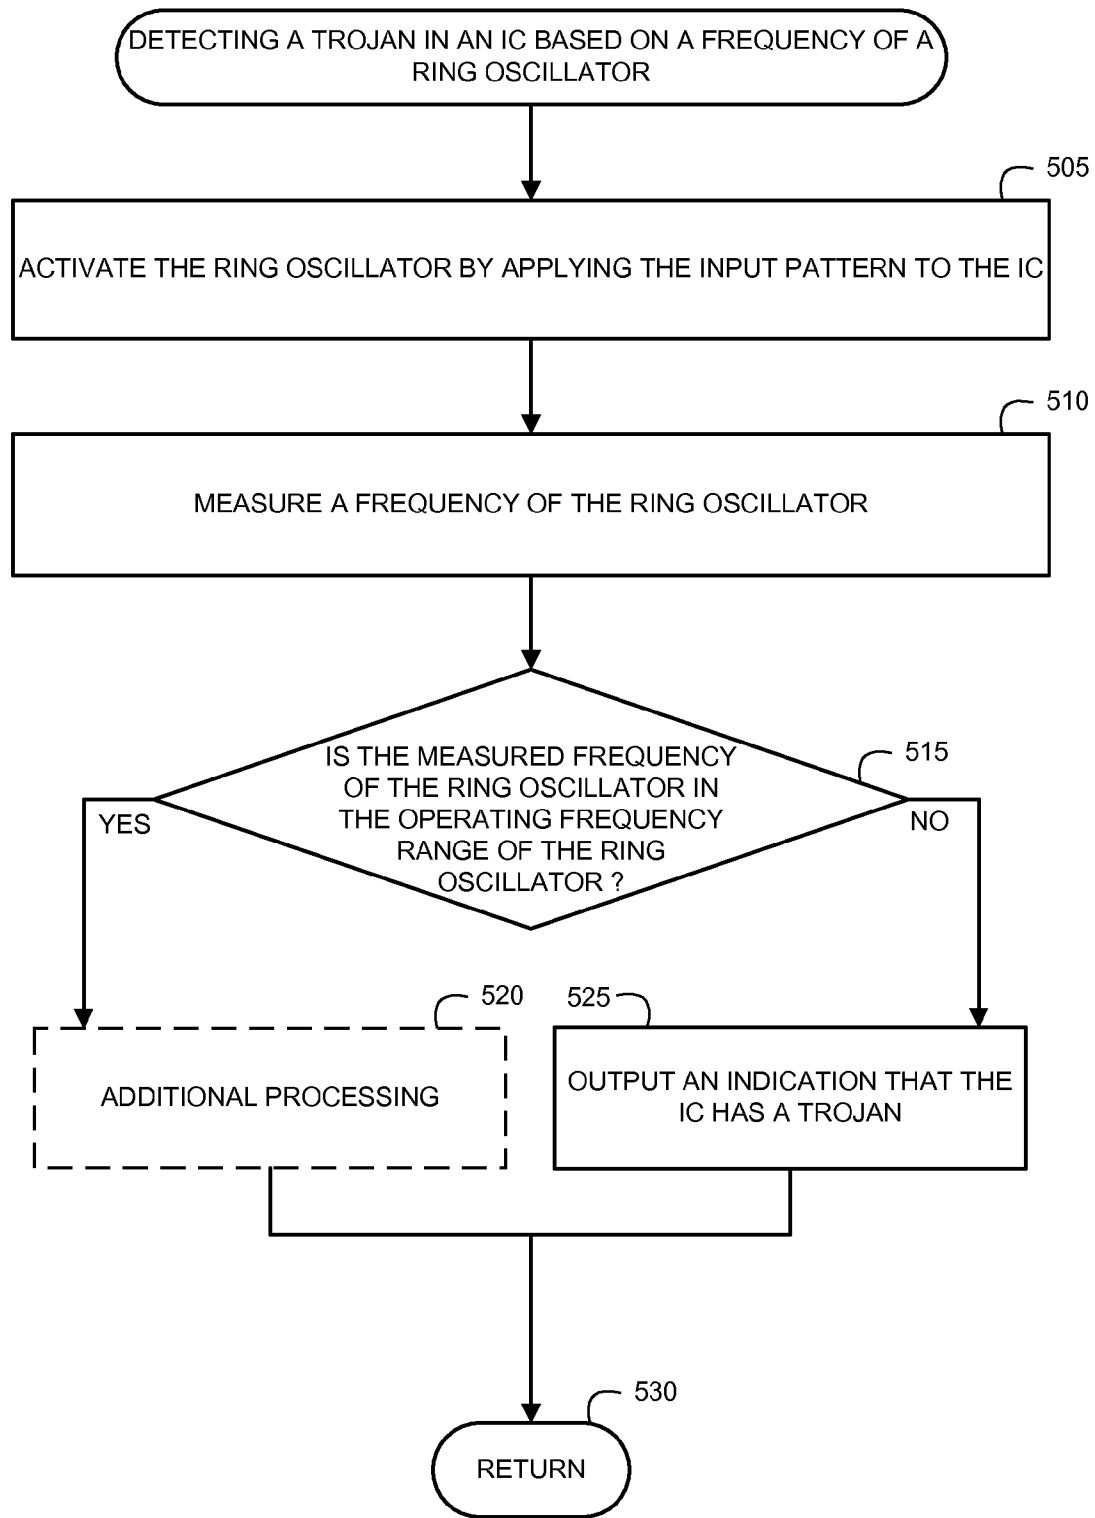 DETECTING A TROJAN IN AN IC BASED ON A FREQUENCY OF A
RING OSCILLATOR
505
ACTIVATE THE RING OSCILLATOR BY APPLYING THE INPUT PATTERN TO THE IC
510
MEASURE A FREQUENCY OF THE RING OSCILLATOR
515
IS THE MEASURED FREQUENCY
OF THE RING OSCILLATOR IN
THE OPERATING FREQUENCY
RANGE OF THE RING
OSCILLATOR ?
YES
NO
520
ADDITIONAL PROCESSING
525
OUTPUT AN INDICATION THAT THE
IC HAS A TROJAN
530
RETURN